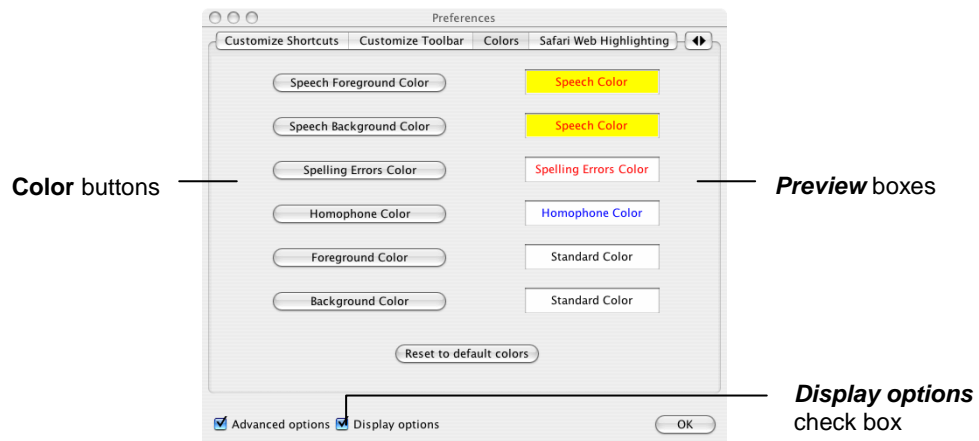 Preferences
Customize Shortcuts Customize Toolbar Colors Safari Web Highlighting
Speech Foreground Color Speech Color
Speech Background Color Speech Color
Color buttons Spelling Errors Color Spelling Errors Color Preview boxes
Homophone Color Homophone Color
Foreground Color Standard Color
Background Color Standard Color
Reset to default colors
Display options
check box
Advanced options Display options OK